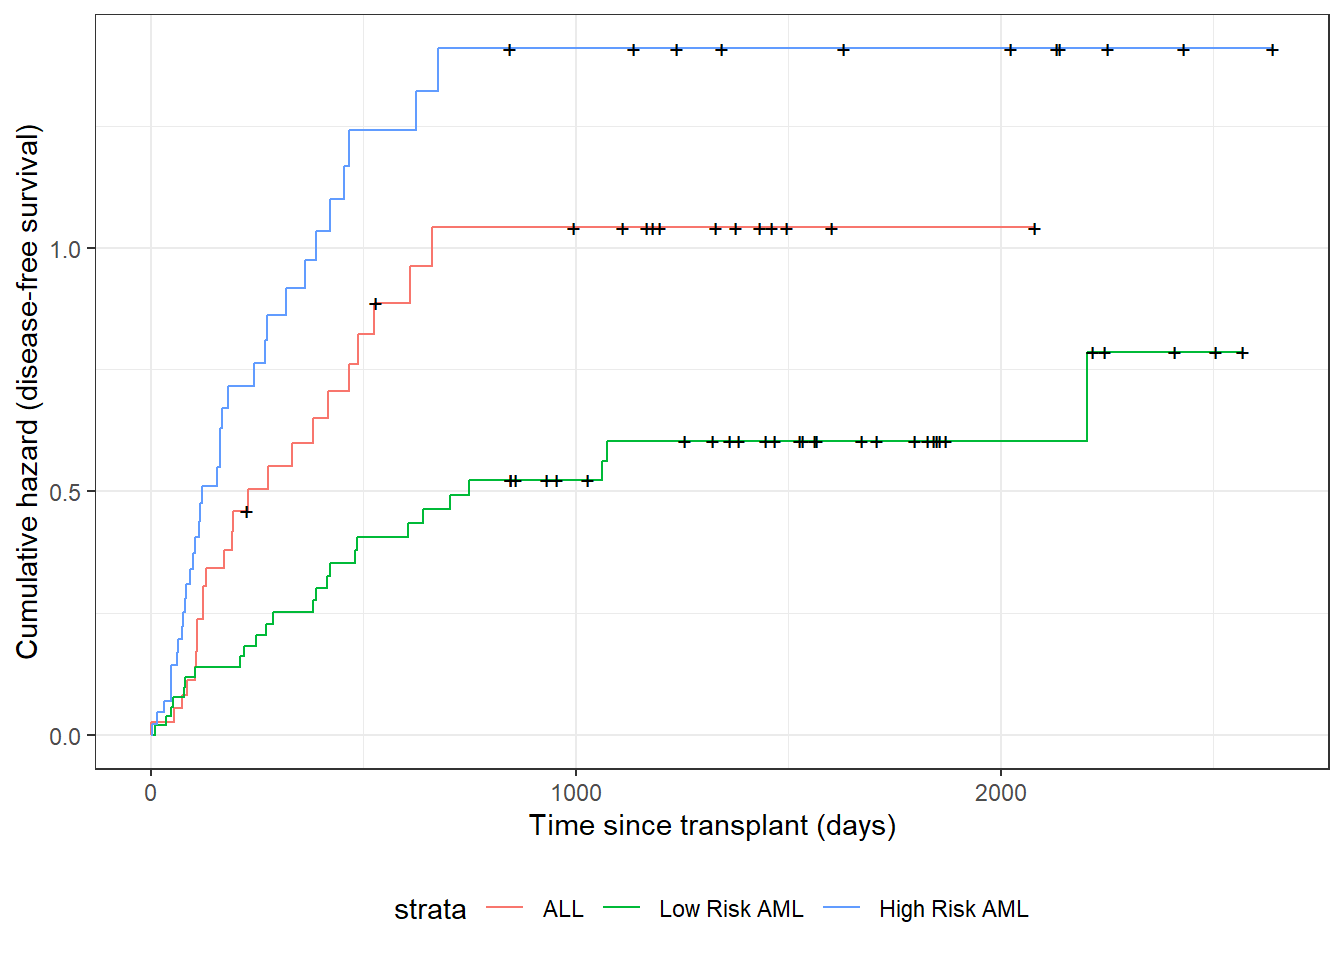 Cumulative hazard (disease-free survival)
1.0
0.5
0.0
0 1000 2000
Time since transplant (days)
strata ALL Low Risk AML High Risk AML